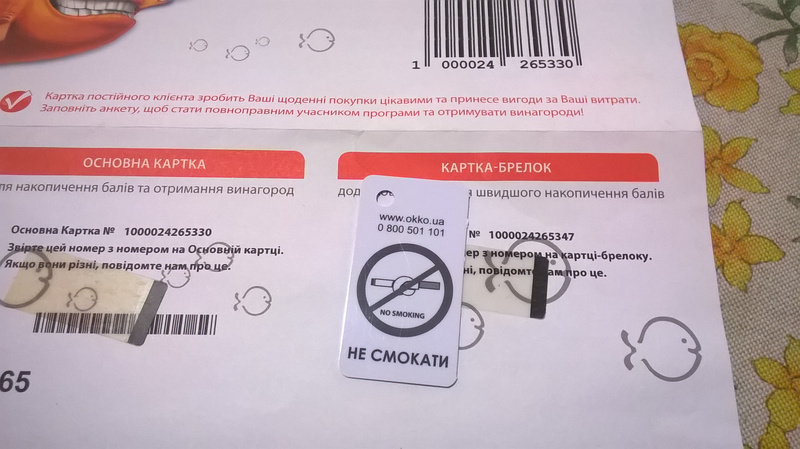 1 000024 265330
Картка постійного клієнта зробить Ваші щоденні покупки цікавими та принесе вигоди за Ваші витрати.
Заповніть анкету, щоб стати повноправним учасником програми та отримувати винагороди!
ОСНОВНА КАРТКА
накопичення балів та отримання винагород
Основна Картка № 1000024265330
Звірте цей номер з номером на Основній картці.
Якщо вони різні, повідомте нам про це.
65
КАРТКА-БРЕЛОК
швидшого накопичення балів
№ 1000024265347
з номером на картці-брелоку.
повідомте нам про це.
www.okko.ua
0 800 501 101
NO SMOKING
НЕ СМОКАТИ